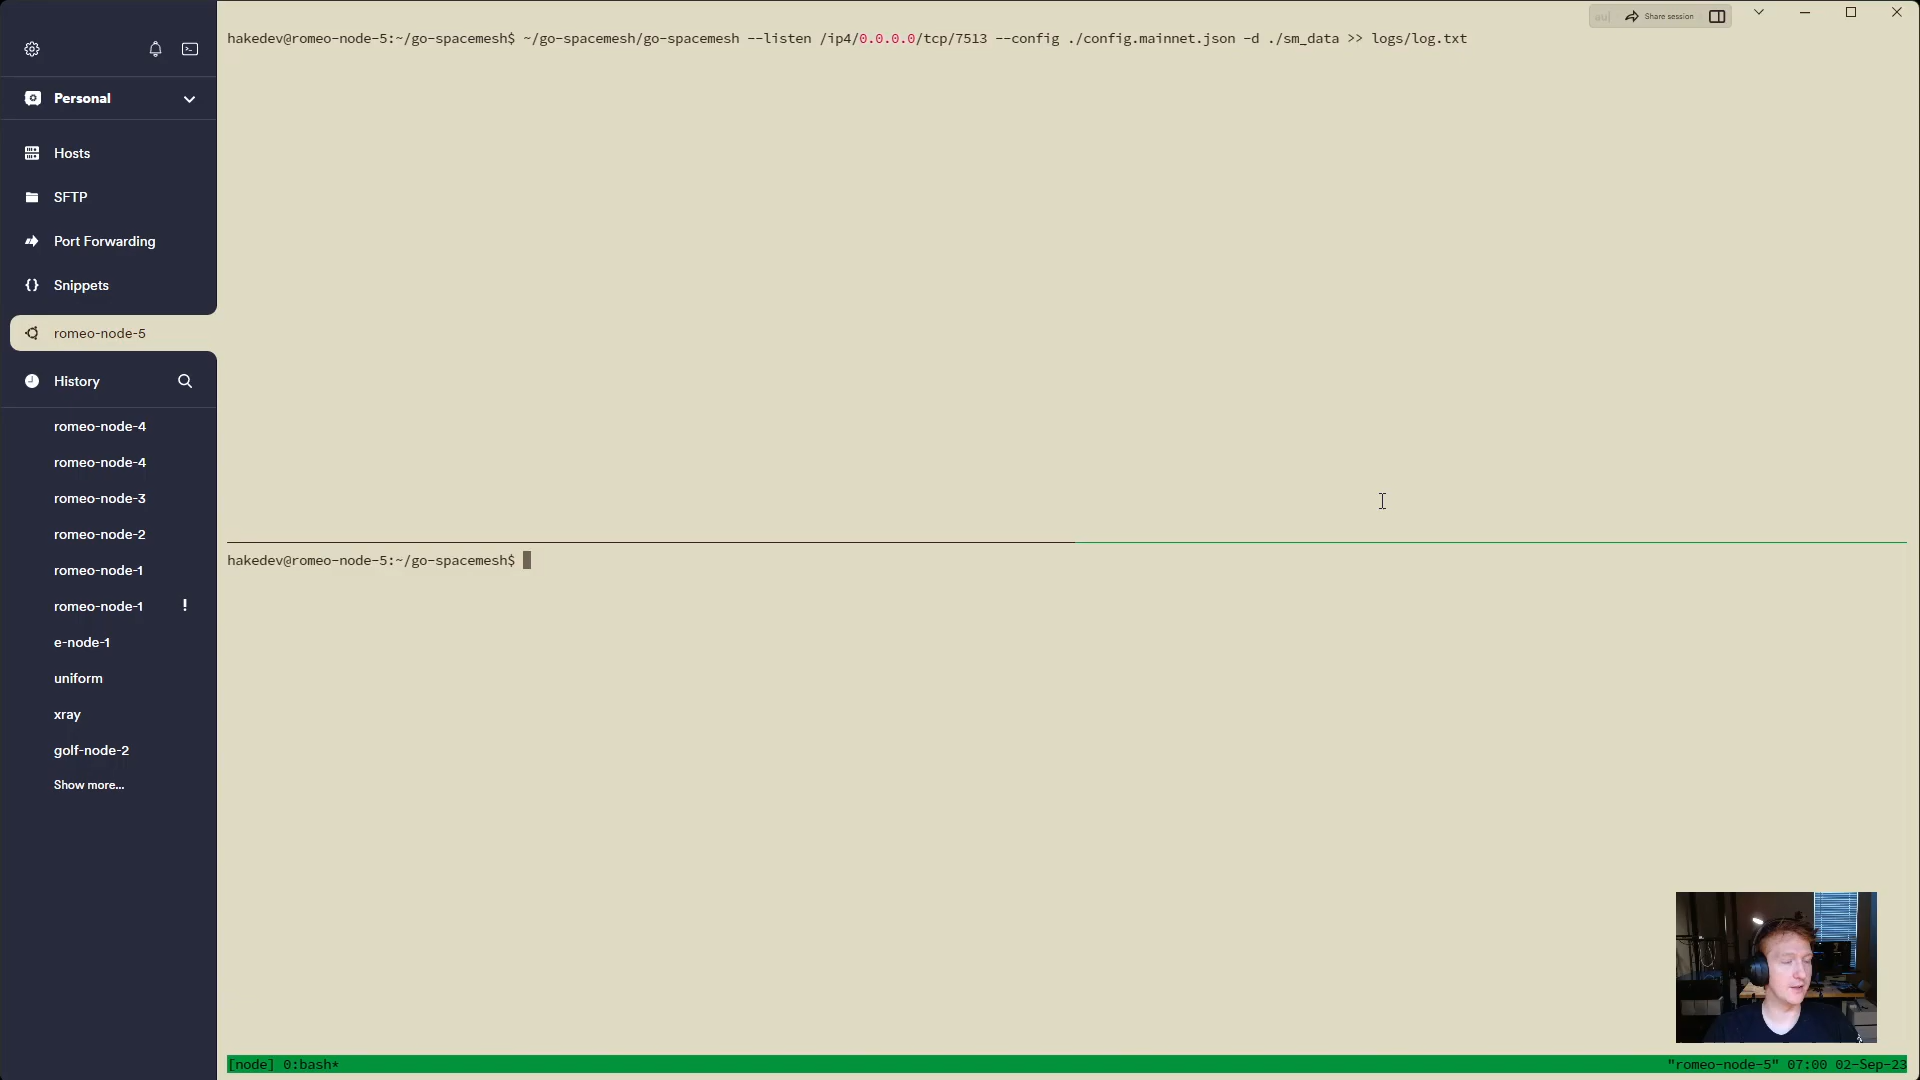 Share session
hakedev@romeo-node-5:~/go-spacemesh$ ~/go-spacemesh/go-spacemesh --listen /ip4/0.0.0.0/tcp/7513 --config ./config.mainnet.json -d ./sm_data >> logs/log.txt
Personal
Hosts
SFTP
Port Forwarding
{} Snippets
romeo-node-5
History
romeo-node-4
romeo-node-4
romeo-node-3
romeo-node-2
romeo-node-1
romeo-node-1 !
e-node-1
uniform
xray
golf-node-2
Show more...
hakedev@romeo-node-5:~/go-spacemesh$
[node] 0:bash* "romeo-node-5" 07:00 02-Sep-23